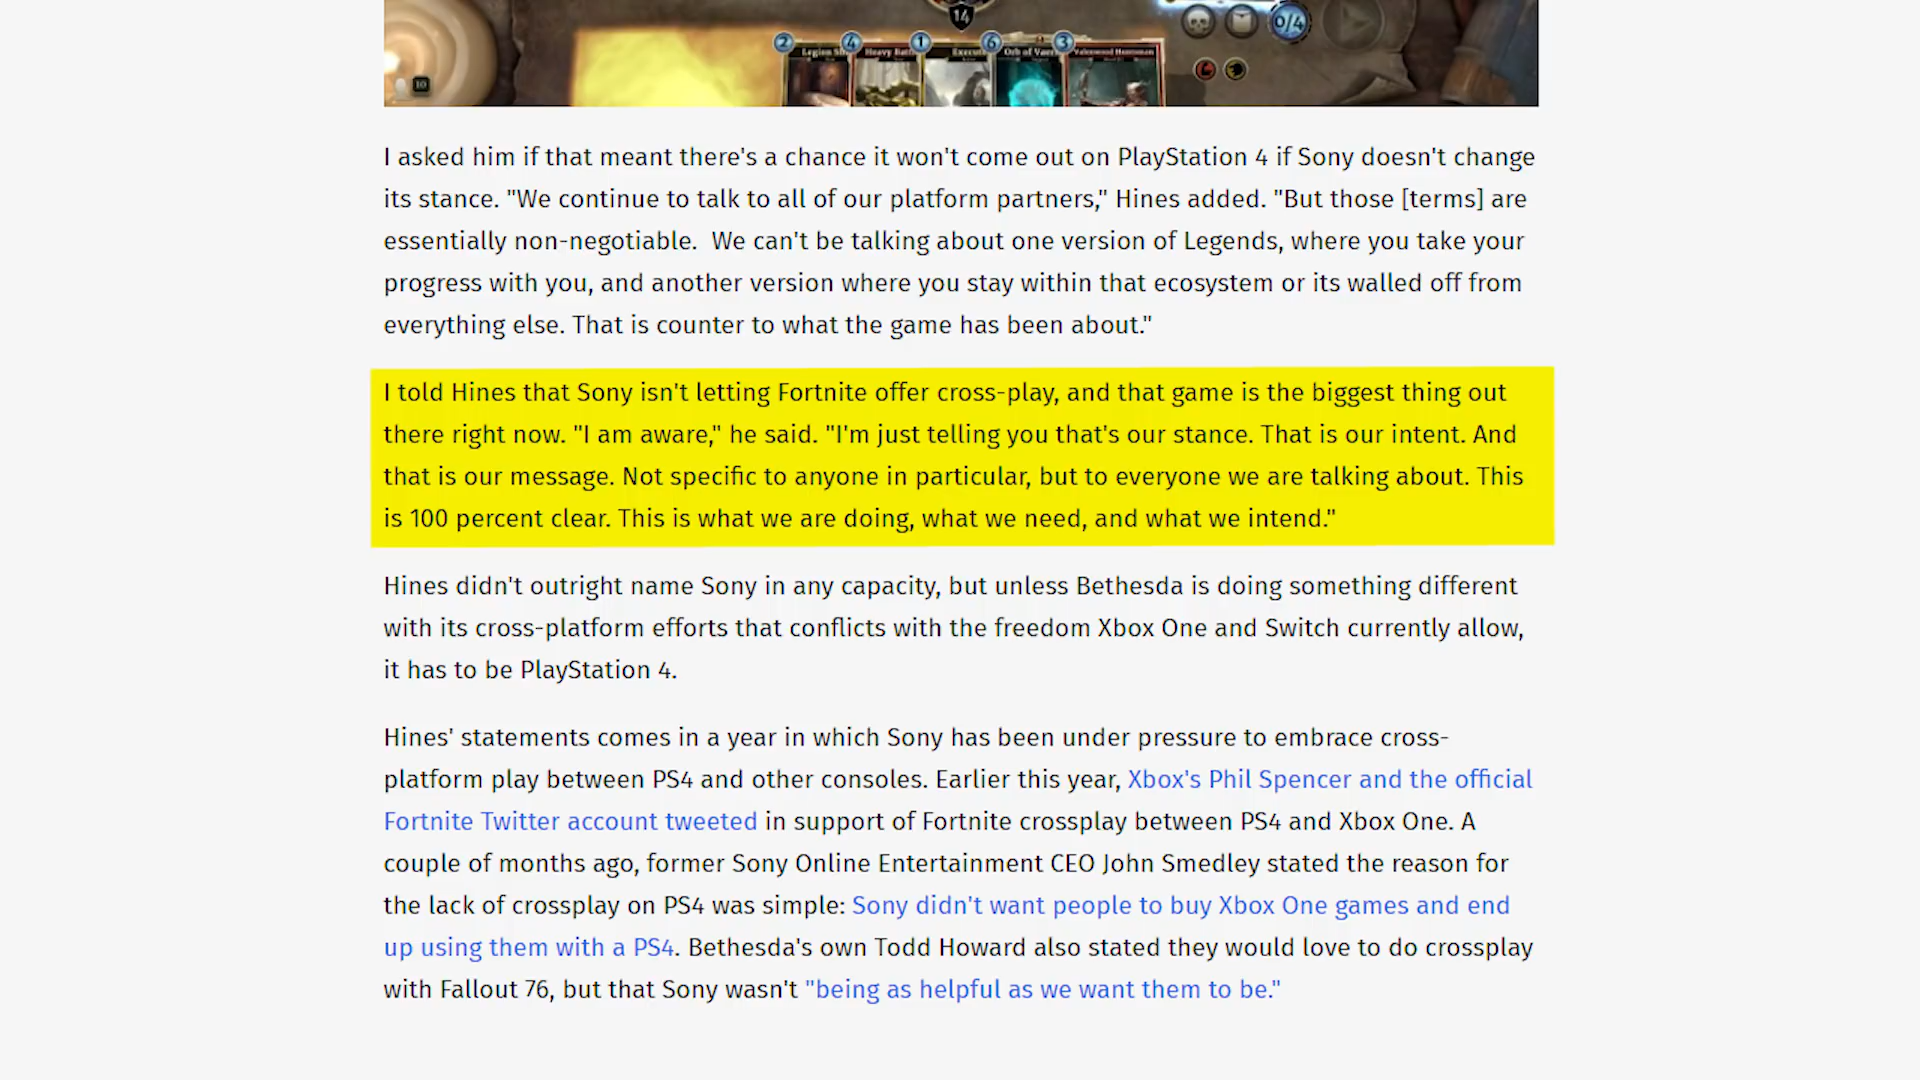 14
0/4
2
4
1
6
3
Heavy Bat
Execut
Orb of Vaer
10
I asked him if that meant there's a chance it won't come out on PlayStation 4 if Sony doesn't change
its stance. "We continue to talk to all of our platform partners," Hines added. "But those [terms] are
essentially non-negotiable.  We can't be talking about one version of Legends, where you take your
progress with you, and another version where you stay within that ecosystem or its walled off from
everything else. That is counter to what the game has been about."
I told Hines that Sony isn't letting Fortnite offer cross-play, and that game is the biggest thing out
there right now. "I am aware," he said. "I'm just telling you that's our stance. That is our intent. And
that is our message. Not specific to anyone in particular, but to everyone we are talking about. This
is 100 percent clear. This is what we are doing, what we need, and what we intend."
Hines didn't outright name Sony in any capacity, but unless Bethesda is doing something different
with its cross-platform efforts that conflicts with the freedom Xbox One and Switch currently allow,
it has to be PlayStation 4.
Hines' statements comes in a year in which Sony has been under pressure to embrace cross-
platform play between PS4 and other consoles. Earlier this year, Xbox's Phil Spencer and the official
Fortnite Twitter account tweeted in support of Fortnite crossplay between PS4 and Xbox One. A
couple of months ago, former Sony Online Entertainment CEO John Smedley stated the reason for
the lack of crossplay on PS4 was simple: Sony didn't want people to buy Xbox One games and end
up using them with a PS4. Bethesda's own Todd Howard also stated they would love to do crossplay
with Fallout 76, but that Sony wasn't "being as helpful as we want them to be."